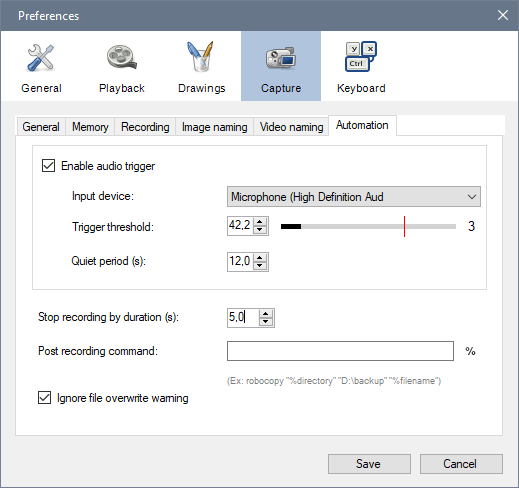 Preferences
General Playback Drawings Capture Keyboard
Y X
Ctrl
General Memory Recording Image naming Video naming Automation
Enable audio trigger
Input device: Microphone (High Definition Aud
Trigger threshold: 42,2 3
Quiet period (s): 12,0
Stop recording by duration (s): 5,0
Post recording command: %
(Ex: robocopy "%directory" "D:\backup" "%filename")
Ignore file overwrite warning
Save Cancel